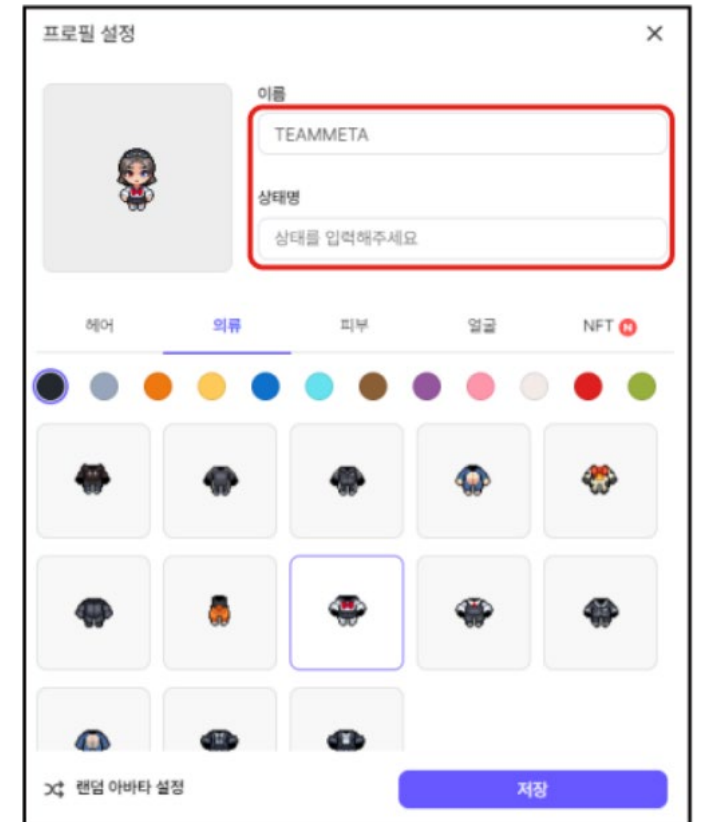 프로필 설정
이름
TEAMMETA
상태명
상태를 입력해주세요
헤어 의류 피부 얼굴 NFT N
랜덤 아바타 설정 저장